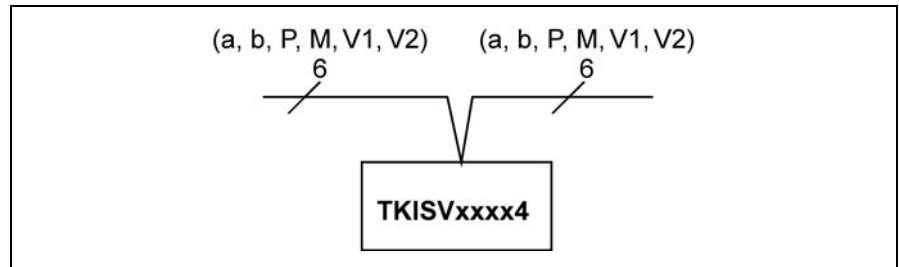 (a, b, P, M, V1, V2) (a, b, P, M, V1, V2)
6 6
TKISVxxxx4